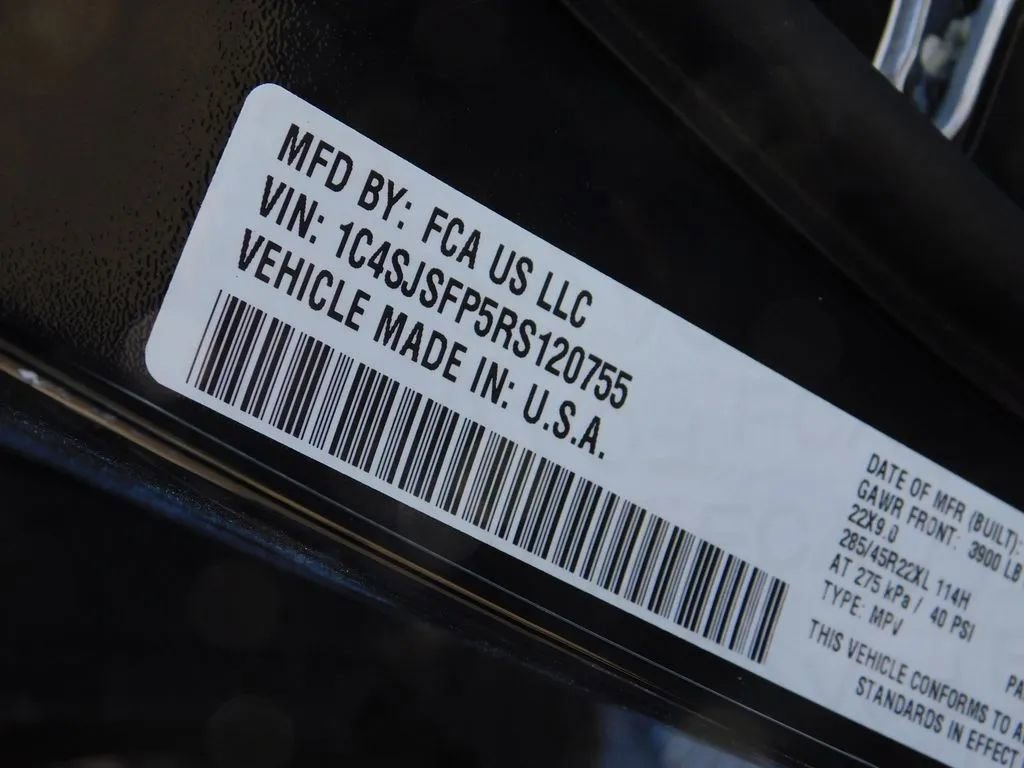 MFD BY: FCA US LLC
VIN: 1C4SJSFP5RS120755
VEHICLE MADE IN: U.S.A.
DATE OF MFR (BUILT):
GAWR FRONT: 3900 LB
22X9.0
285/45R22XL 114H
AT 275 kPa / 40 PSI
TYPE: MPV
THIS VEHICLE CONFORMS TO
STANDARDS IN EFFECT